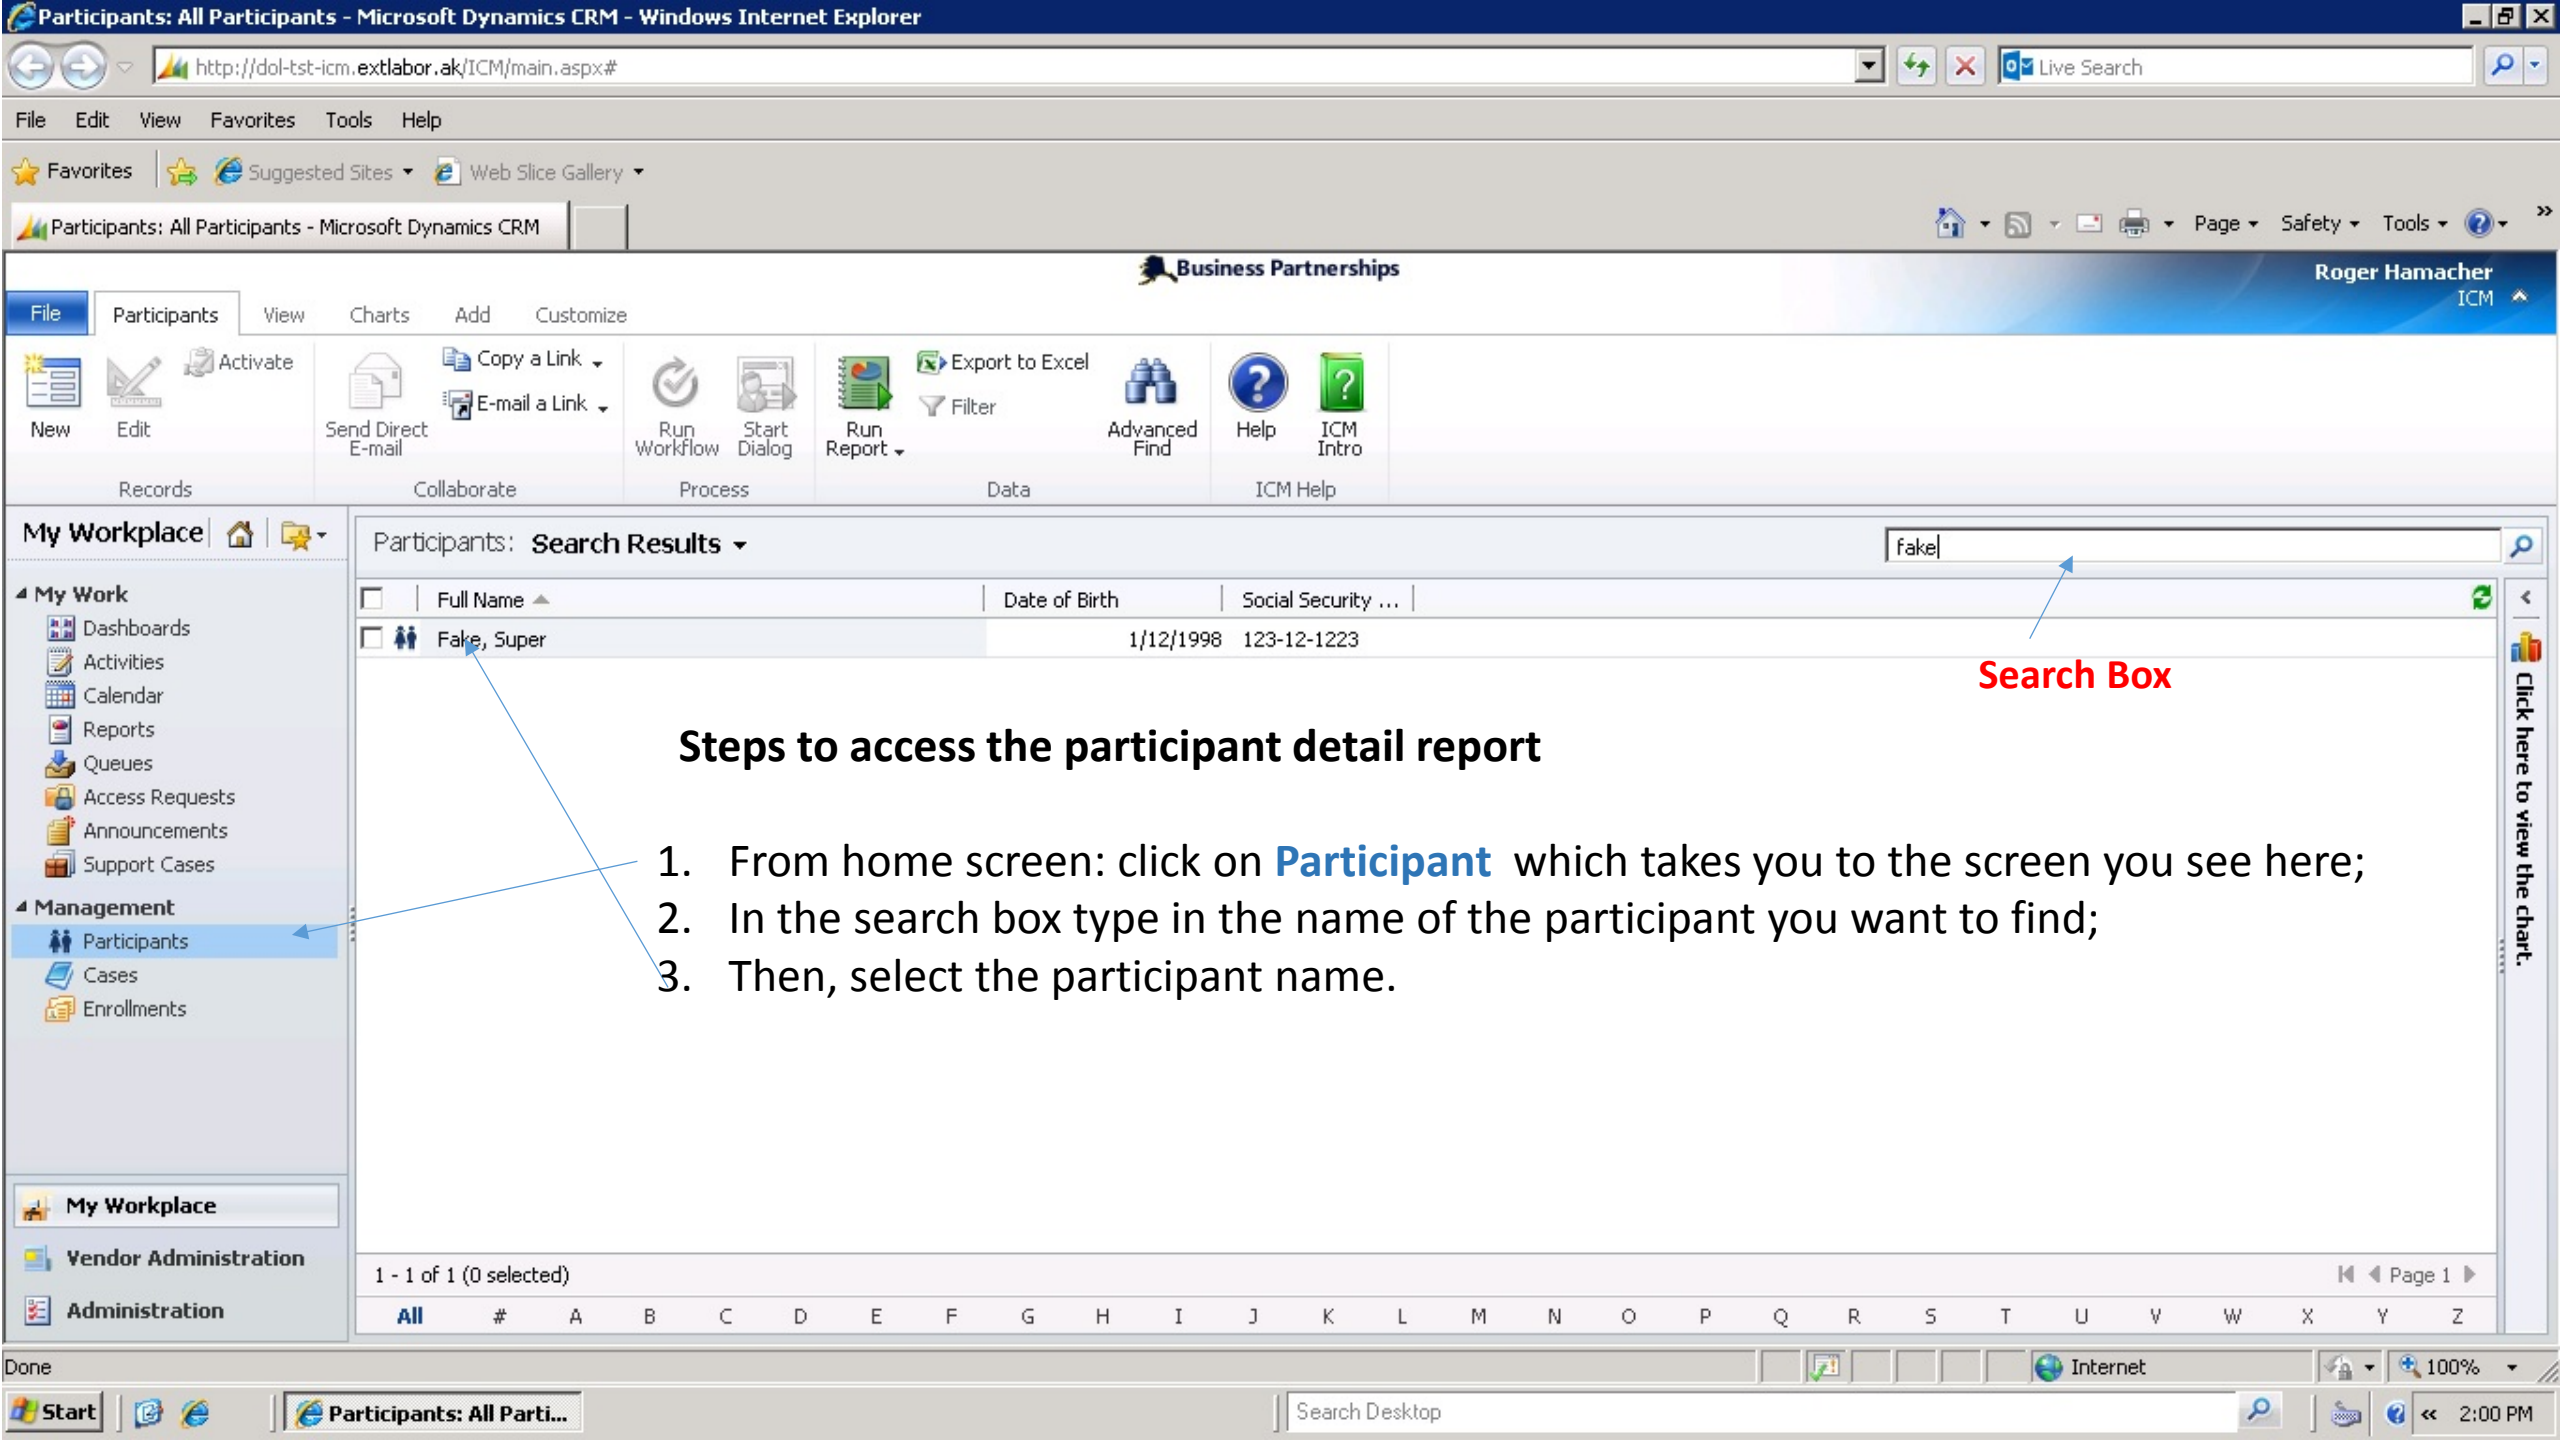 Participants: All Participants - Microsoft Dynamics CRM - Windows Internet Explorer
http://dol-tst-icm.extlabor.ak/ICM/main.aspx#
Live Search
File Edit View Favorites Tools Help
Favorites Suggested Sites Web Slice Gallery
Participants: All Participants - Microsoft Dynamics CRM
Page Safety Tools
Business Partnerships
Roger Hamacher
ICM
File Participants View Charts Add Customize
New
Edit
Activate
Records
Send Direct E-mail
Copy a Link
E-mail a Link
Collaborate
Run Workflow
Start Dialog
Process
Run Report
Export to Excel
Filter
Advanced Find
Data
Help
ICM Intro
ICM Help
My Workplace
Participants: Search Results
fake
My Work
Dashboards
Activities
Calendar
Reports
Queues
Access Requests
Announcements
Support Cases
Management
Participants
Cases
Enrollments
My Workplace
Vendor Administration
Administration
Full Name Date of Birth Social Security ...
Fake, Super 1/12/1998 123-12-1223
Search Box
Steps to access the participant detail report
1. From home screen: click on Participant which takes you to the screen you see here;
2. In the search box type in the name of the participant you want to find;
3. Then, select the participant name.
Click here to view the chart.
1 - 1 of 1 (0 selected)
Page 1
All # A B C D E F G H I J K L M N O P Q R S T U V W X Y Z
Done
Internet
100%
Start
Participants: All Parti...
Search Desktop
2:00 PM